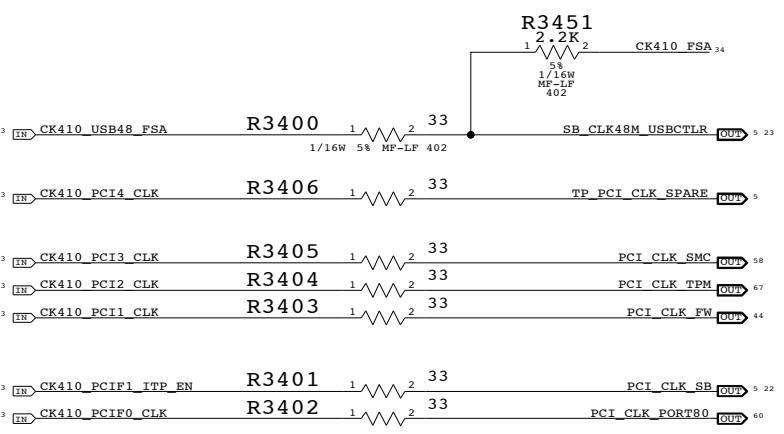 R3451
2.2K
1 2 CK410_FSA 34
5%
1/16W
MF-LF
402
3 IN CK410_USB48_FSA R3400 1 2 33 SB_CLK48M_USBCTLR OUT 5 23
1/16W 5% MF-LF 402
3 IN CK410_PCI4_CLK R3406 1 2 33 TP_PCI_CLK_SPARE OUT 5
3 IN CK410_PCI3_CLK R3405 1 2 33 PCI_CLK_SMC OUT 58
3 IN CK410_PCI2_CLK R3404 1 2 33 PCI_CLK_TPM OUT 67
3 IN CK410_PCI1_CLK R3403 1 2 33 PCI_CLK_FW OUT 44
3 IN CK410_PCIF1_ITP_EN R3401 1 2 33 PCI_CLK_SB OUT 5 22
3 IN CK410_PCIF0_CLK R3402 1 2 33 PCI_CLK_PORT80 OUT 60